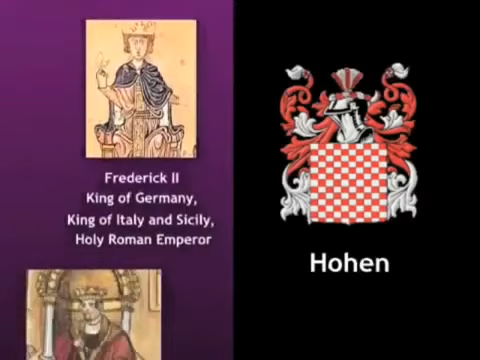 Frederick II
King of Germany,
King of Italy and Sicily,
Holy Roman Emperor
Hohen